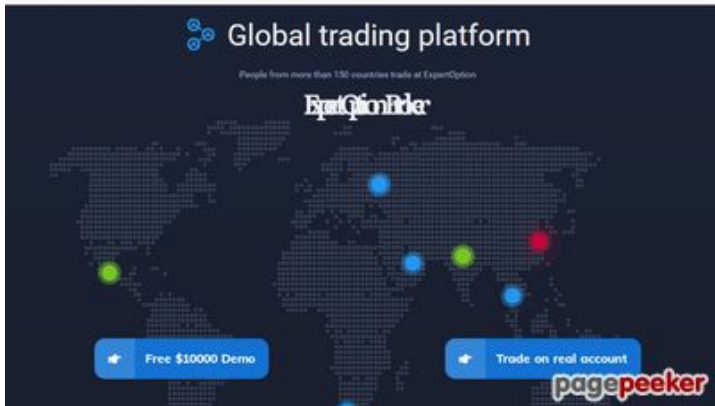 Global trading platform
People from more than 150 countries trade at ExpertOption
Free $10000 Demo
Trade on real account
pagepeeker